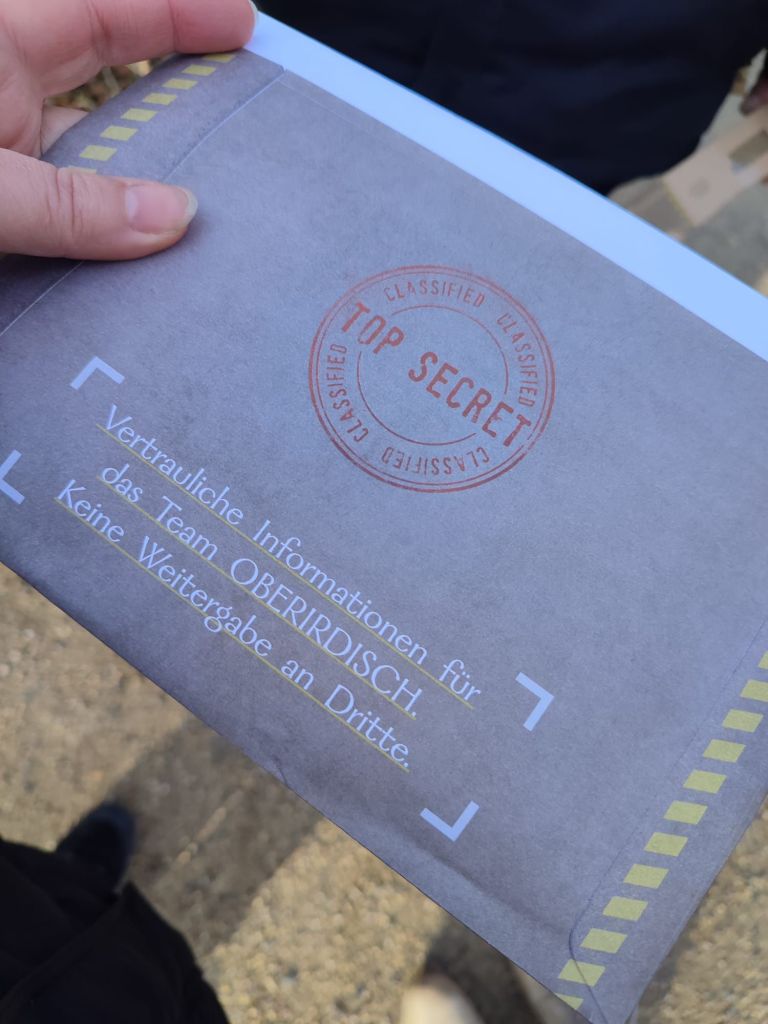 CLASSIFIED CLASSIFIED
TOP SECRET
CLASSIFIED CLASSIFIED
Vertrauliche Informationen für
das Team OBERIRDISCH.
Keine Weitergabe an Dritte.